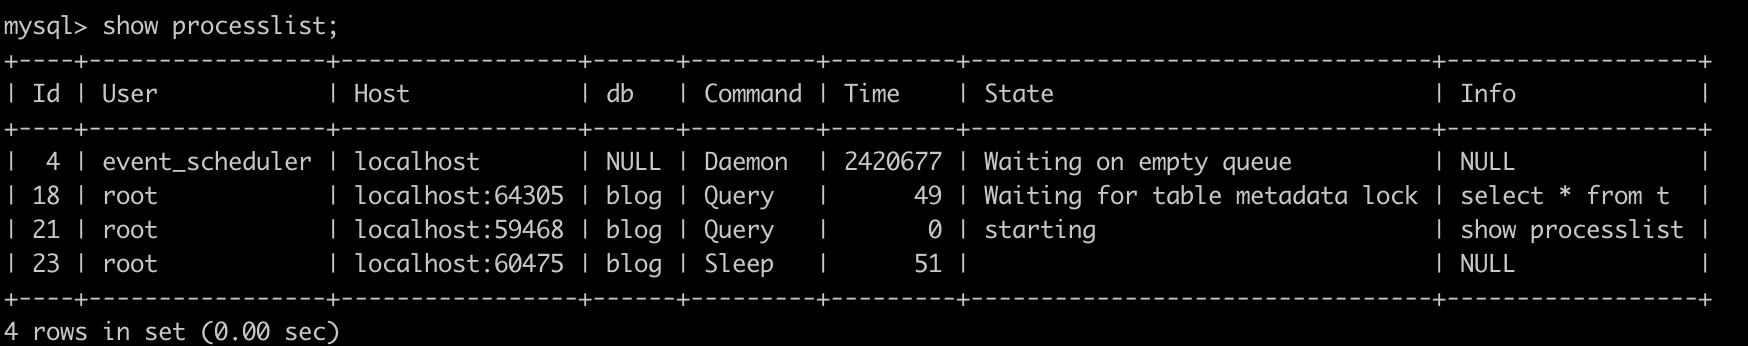 mysql> show processlist;
+----+-----------------+-----------------+------+---------+---------+---------------------------------+------------------+
| Id | User            | Host            | db   | Command | Time    | State                           | Info             |
+----+-----------------+-----------------+------+---------+---------+---------------------------------+------------------+
|  4 | event_scheduler | localhost       | NULL | Daemon  | 2420677 | Waiting on empty queue          | NULL             |
| 18 | root            | localhost:64305 | blog | Query   |      49 | Waiting for table metadata lock | select * from t  |
| 21 | root            | localhost:59468 | blog | Query   |       0 | starting                        | show processlist |
| 23 | root            | localhost:60475 | blog | Sleep   |      51 |                                 | NULL             |
+----+-----------------+-----------------+------+---------+---------+---------------------------------+------------------+
4 rows in set (0.00 sec)